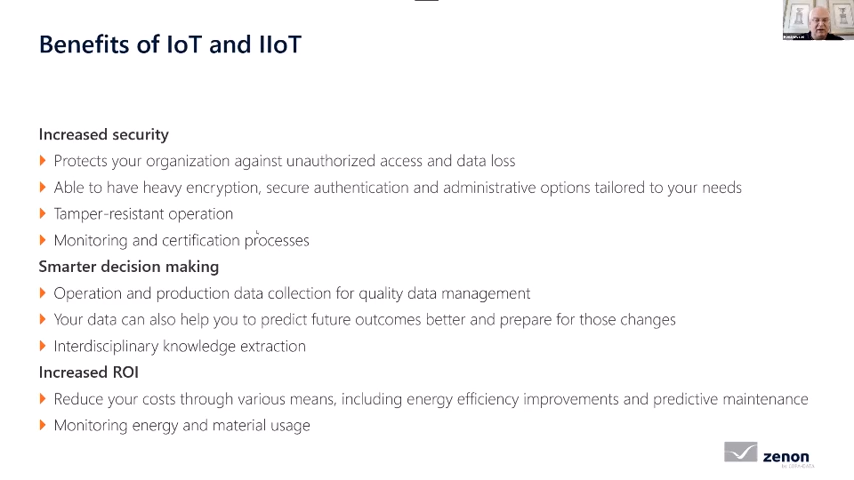 Benefits of IoT and IIoT
Increased security
Protects your organization against unauthorized access and data loss
Able to have heavy encryption, secure authentication and administrative options tailored to your needs
Tamper-resistant operation
Monitoring and certification processes
Smarter decision making
Operation and production data collection for quality data management
Your data can also help you to predict future outcomes better and prepare for those changes
Interdisciplinary knowledge extraction
Increased ROI
Reduce your costs through various means, including energy efficiency improvements and predictive maintenance
Monitoring energy and material usage
zenon
by COPA-DATA